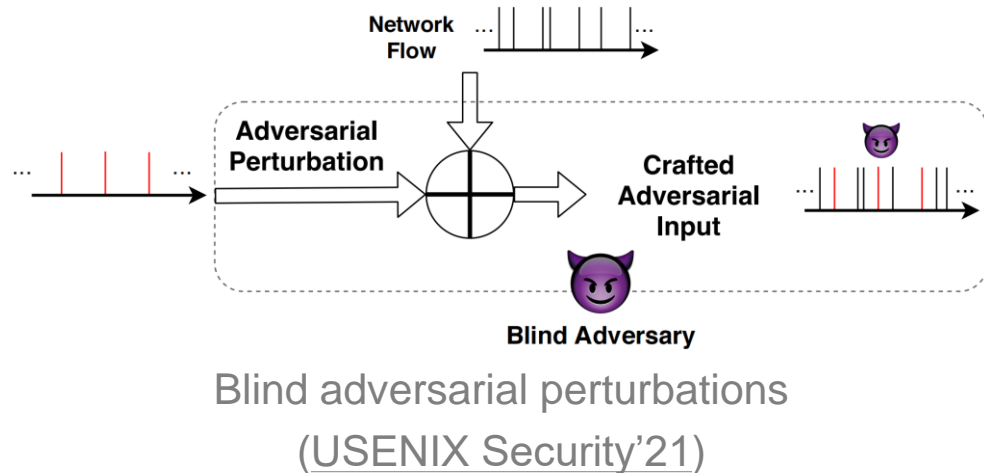 Network
Flow
...
...
Adversarial
Perturbation
...
...
Crafted
Adversarial
Input
...
...
Blind Adversary
Blind adversarial perturbations
(USENIX Security'21)